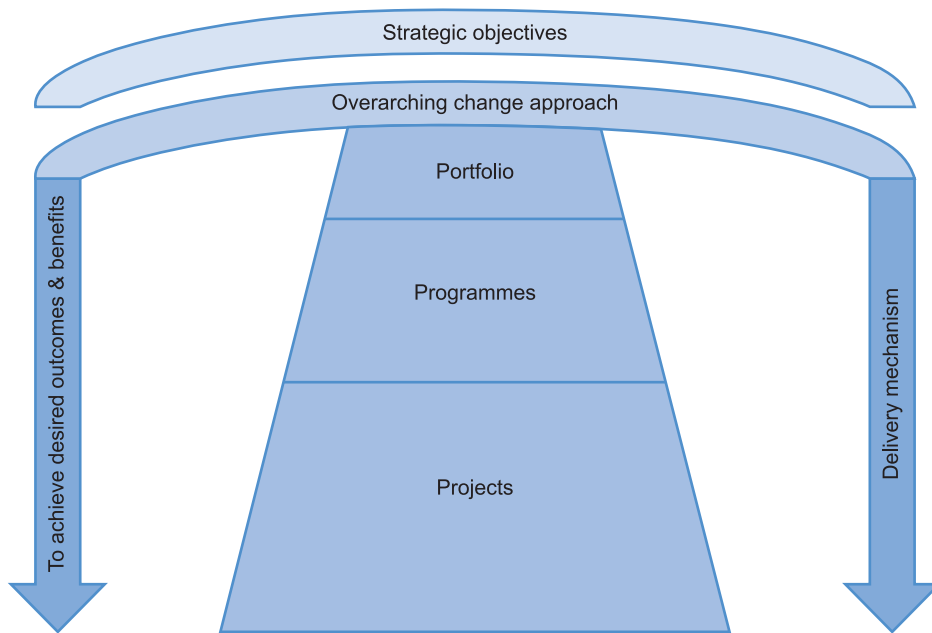 Strategic objectives
Overarching change approach
Portfolio
Programmes
Projects
To achieve desired outcomes & benefits
Delivery mechanism